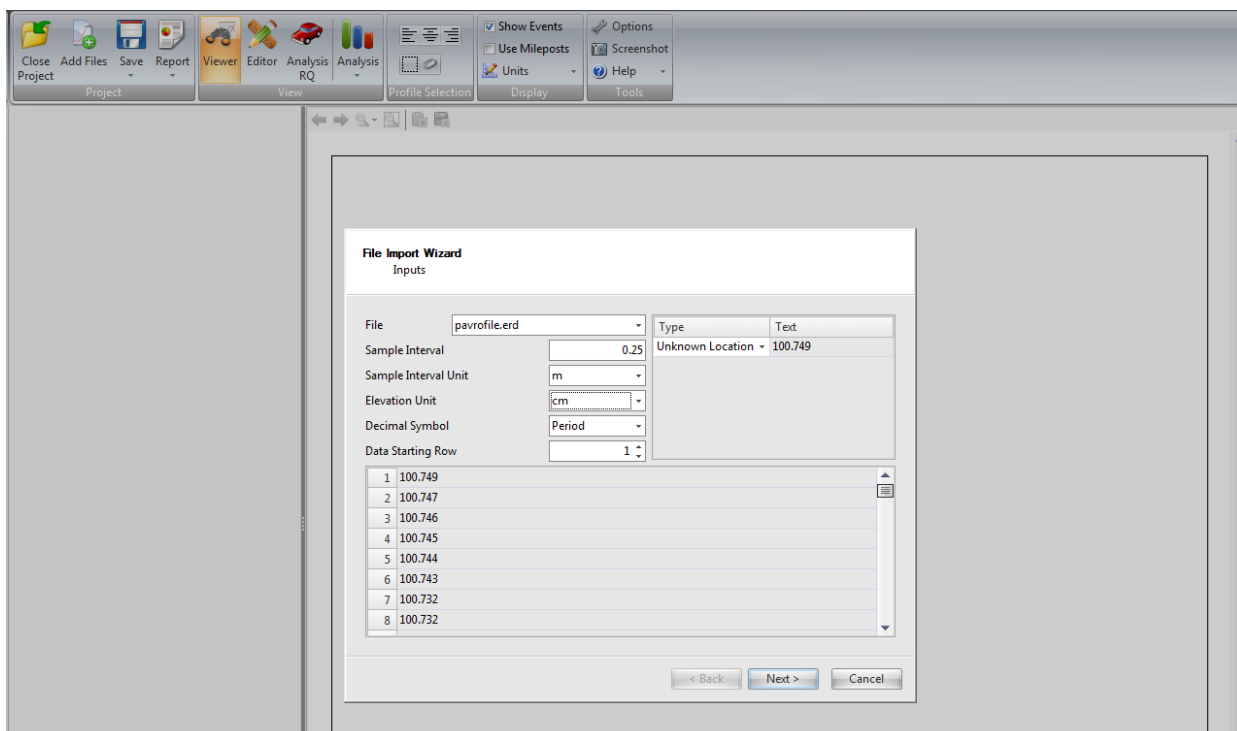 Close Project
Add Files
Save
Report
Project
Viewer
Editor
Analysis RQ
Analysis
View
Profile Selection
Show Events
Use Mileposts
Units
Display
Options
Screenshot
Help
Tools
File Import Wizard
Inputs
File pavrofile.erd
Type Text
Sample Interval 0.25
Unknown Location 100.749
Sample Interval Unit m
Elevation Unit cm
Decimal Symbol Period
Data Starting Row 1
1 100.749
2 100.747
3 100.746
4 100.745
5 100.744
6 100.743
7 100.732
8 100.732
< Back Next > Cancel